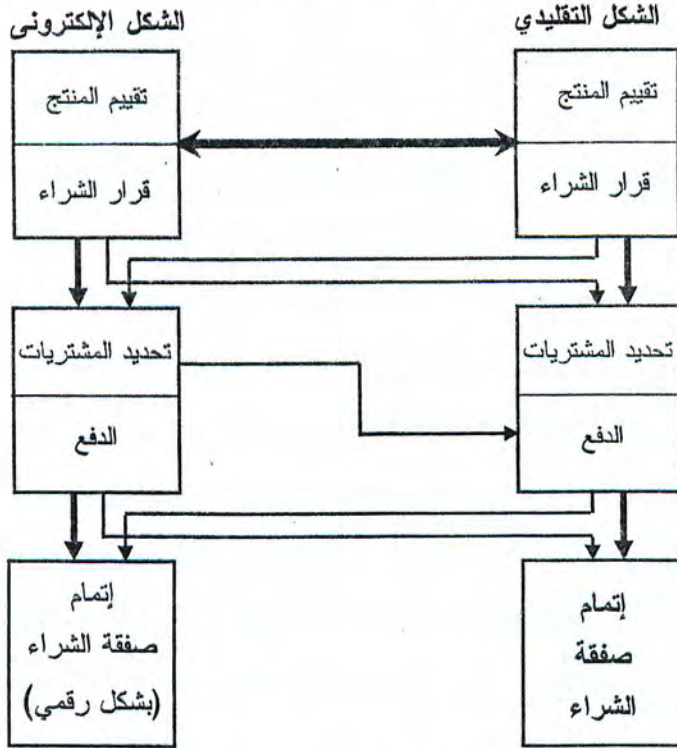 الشكل التقليدي
الشكل الإلكترونى
تقييم المنتج
تقييم المنتج
قرار الشراء
قرار الشراء
تحديد المشتريات
تحديد المشتريات
الدفع
الدفع
إتمام
صفقة
الشراء
إتمام
صفقة الشراء
(بشكل رقمي)